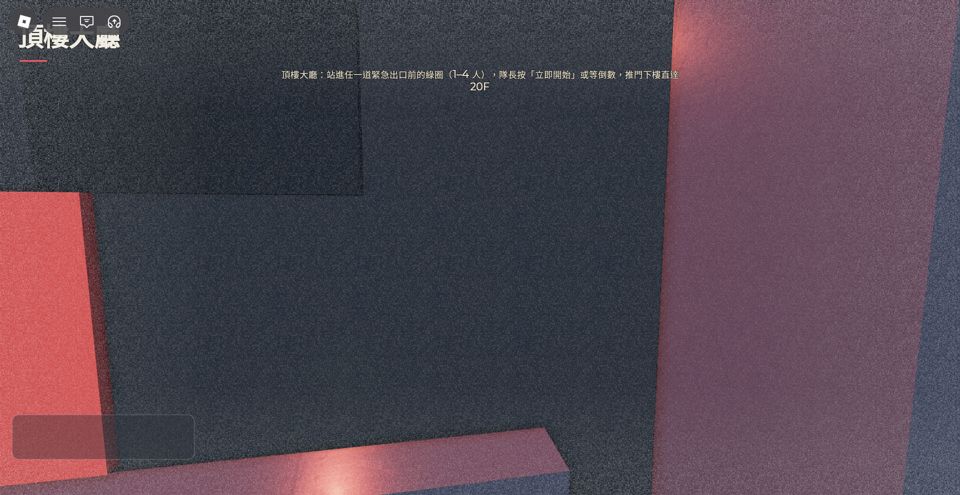 頂樓大廳
頂樓大廳：站進任一道緊急出口前的綠圈（1–4 人），隊長按「立即開始」或等倒數，推門下樓直達
20F